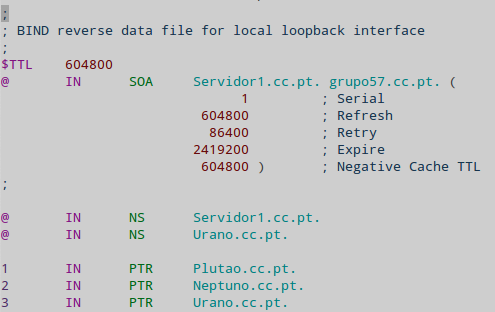 ;
; BIND reverse data file for local loopback interface
;
$TTL 604800
@ IN SOA Servidor1.cc.pt. grupo57.cc.pt. (
1 ; Serial
604800 ; Refresh
86400 ; Retry
2419200 ; Expire
604800 ) ; Negative Cache TTL
;
@ IN NS Servidor1.cc.pt.
@ IN NS Urano.cc.pt.
1 IN PTR Plutao.cc.pt.
2 IN PTR Neptuno.cc.pt.
3 IN PTR Urano.cc.pt.